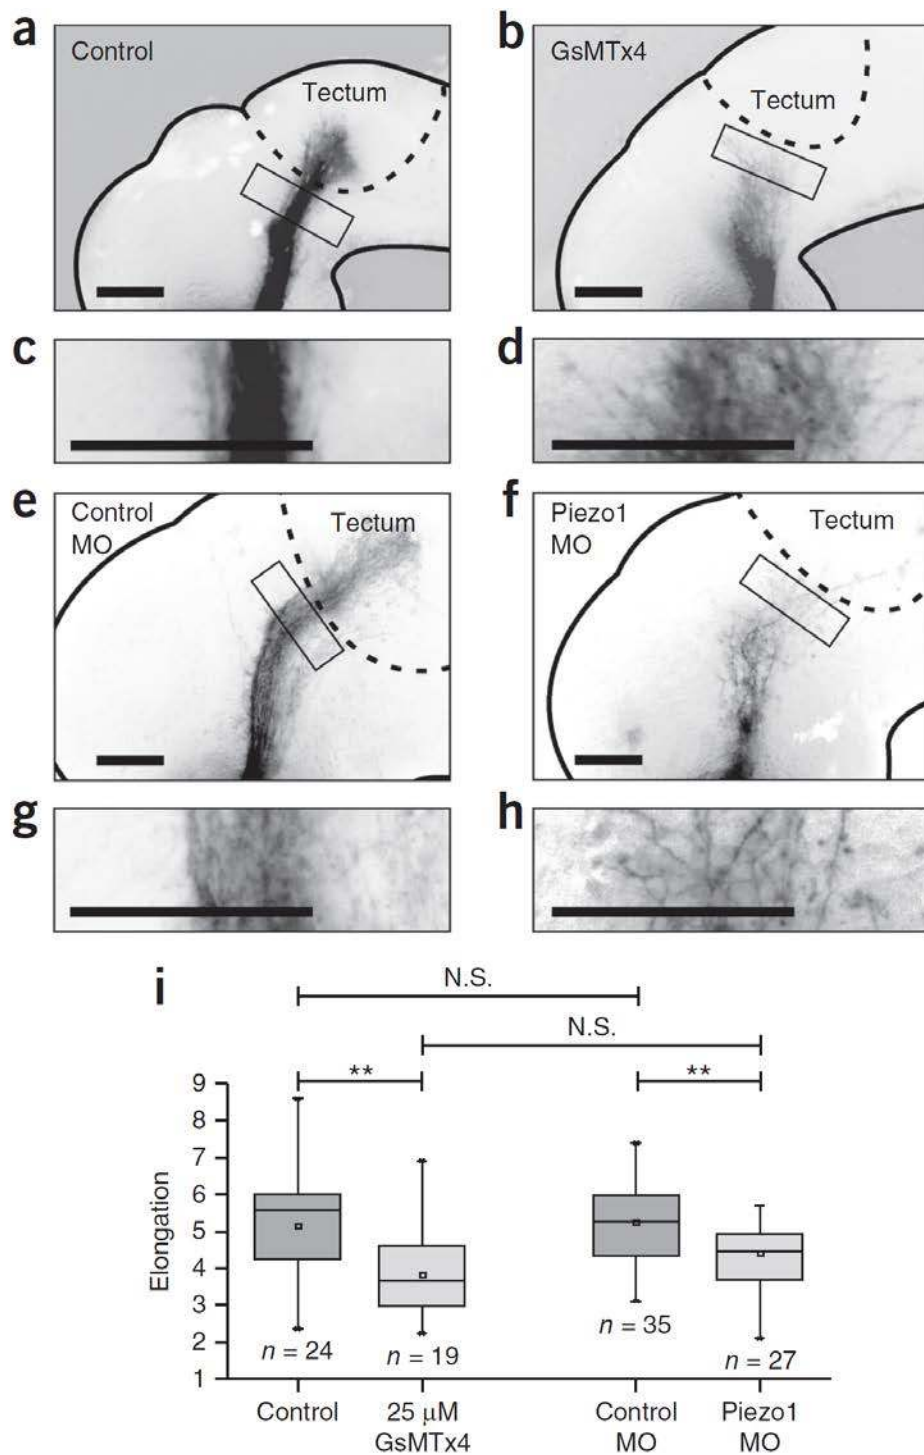 a
Control
Tectum
b
GsMTx4
Tectum
c
d
e
Control
MO
Tectum
f
Piezo1
MO
Tectum
g
h
i
N.S.
N.S.
**
**
9
8
7
6
5
4
3
2
1
Elongation
n = 24
n = 19
n = 35
n = 27
Control
25 μM
GsMTx4
Control
MO
Piezo1
MO